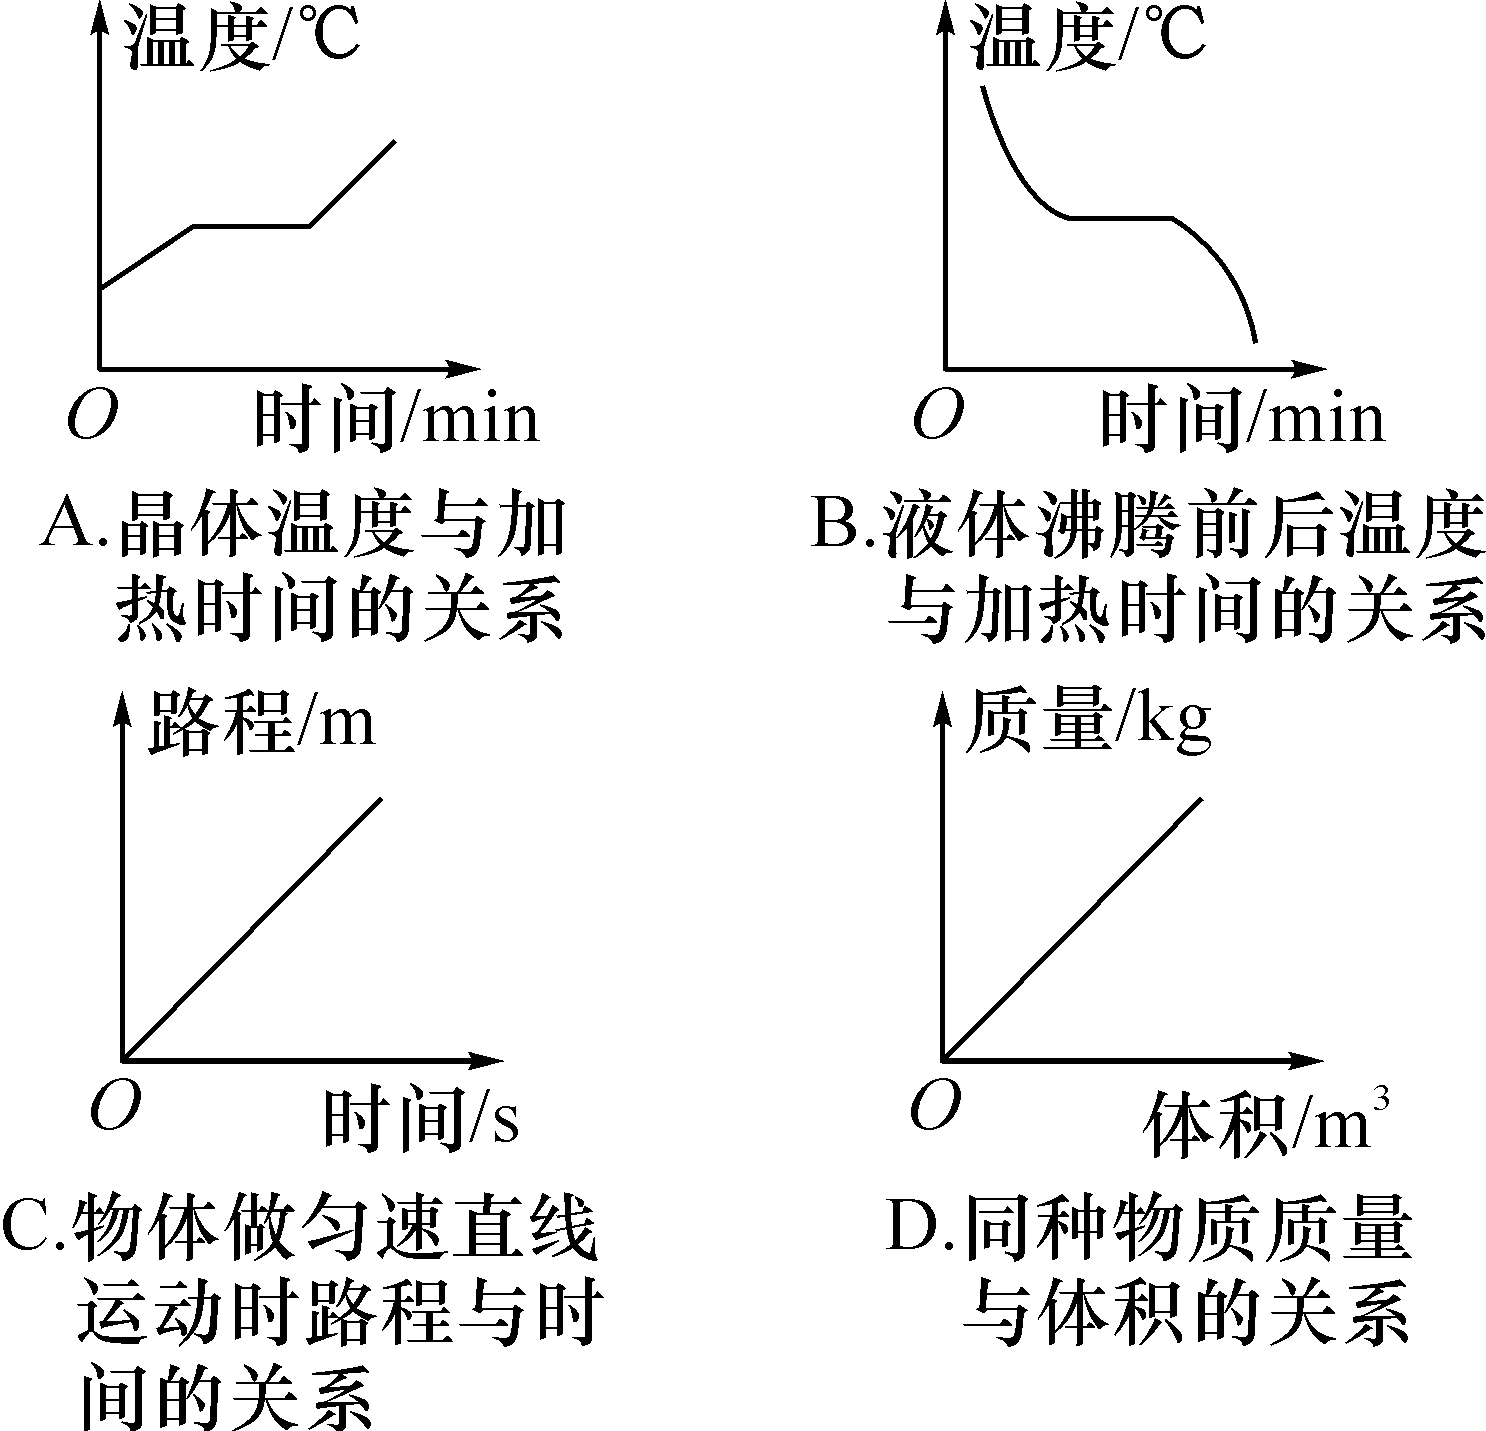 温度/℃
O
时间/min
A.晶体温度与加
热时间的关系
温度/℃
O
时间/min
B.液体沸腾前后温度
与加热时间的关系
路程/m
O
时间/s
C.物体做匀速直线
运动时路程与时
间的关系
质量/kg
O
体积/m³
D.同种物质质量
与体积的关系